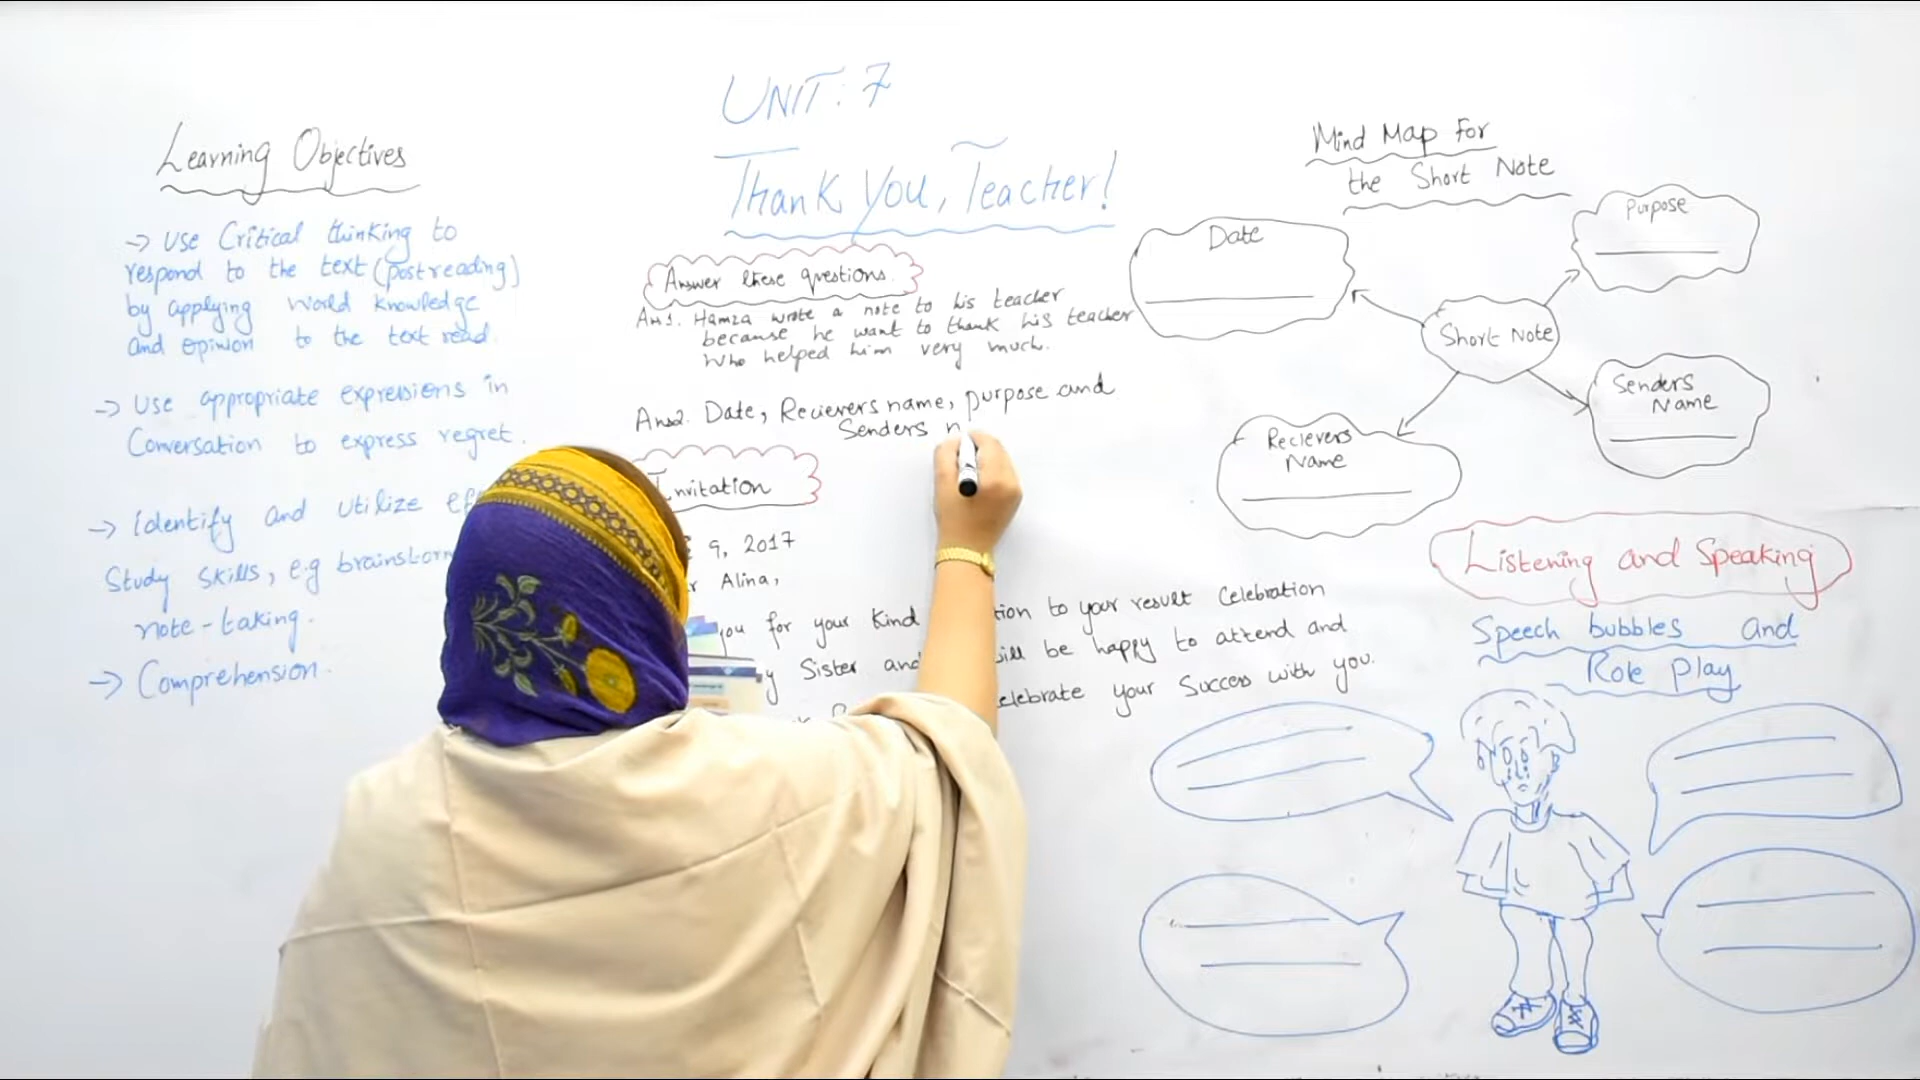 UNIT: 7
Thank You, Teacher!
Learning Objectives
→ Use Critical thinking to
respond to the text (post reading)
by applying world knowledge
and opinion to the text read.
→ Use appropriate expressions in
Conversation to express regret.
→ Identify and utilize
Study skills, e.g brainstorm
note-taking.
→ Comprehension.
Answer these questions.
Ans1. Hamza wrote a note to his teacher
because he want to thank his teacher
who helped him very much.
Ans2. Date, Recievers name, purpose and
Senders n
Invitation
9, 2017
Alina,
you for your kind to your result Celebration
Sister and will be happy to attend and
celebrate your Success with you.
Mind Map For
the Short Note
Date
Purpose
Short Note
Senders
Name
Recievers
Name
Listening and Speaking
Speech bubbles and
Role Play